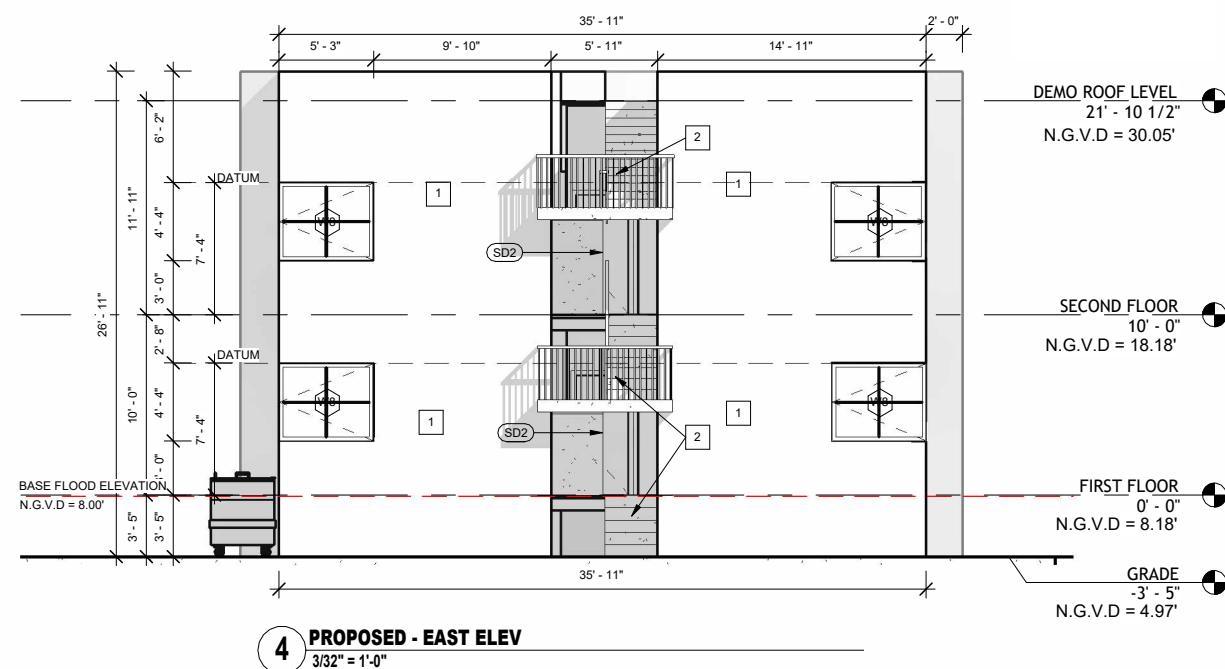 35' - 11"
2' - 0"
5' - 3"
9' - 10"
5' - 11"
14' - 11"
DEMO ROOF LEVEL
21' - 10 1/2"
N.G.V.D = 30.05'
6' - 2"
2
DATUM
1
1
11' - 11"
4' - 4"
7' - 4"
SD2
3' - 0"
26' - 11"
SECOND FLOOR
10' - 0"
N.G.V.D = 18.18'
2' - 8"
DATUM
10' - 0"
4' - 4"
7' - 4"
1
1
SD2
2
BASE FLOOD ELEVATION
N.G.V.D = 8.00'
FIRST FLOOR
0' - 0"
N.G.V.D = 8.18'
3' - 5"
3' - 5"
35' - 11"
GRADE
-3' - 5"
N.G.V.D = 4.97'
4
PROPOSED - EAST ELEV
3/32" = 1'-0"